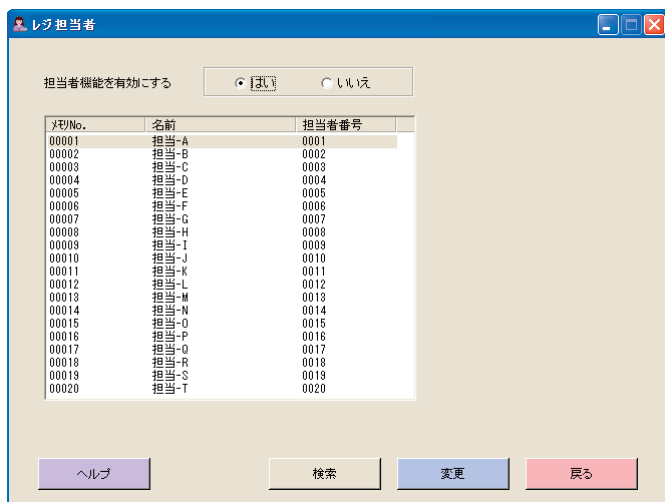 レジ担当者
担当者機能を有効にする はい いいえ
ﾒﾓﾘNo. 名前 担当者番号
00001 担当-A 0001
00002 担当-B 0002
00003 担当-C 0003
00004 担当-D 0004
00005 担当-E 0005
00006 担当-F 0006
00007 担当-G 0007
00008 担当-H 0008
00009 担当-I 0009
00010 担当-J 0010
00011 担当-K 0011
00012 担当-L 0012
00013 担当-M 0013
00014 担当-N 0014
00015 担当-O 0015
00016 担当-P 0016
00017 担当-Q 0017
00018 担当-R 0018
00019 担当-S 0019
00020 担当-T 0020
ヘルプ 検索 変更 戻る